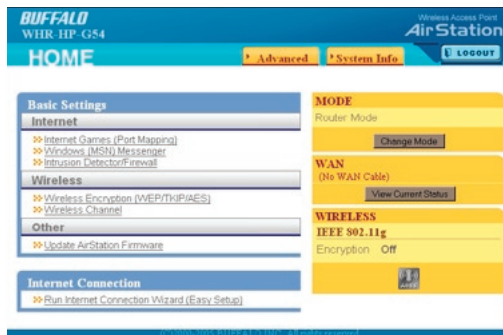 BUFFALO
WHR-HP-G54
Wireless Access Point
AirStation
HOME
Advanced
System Info
LOGOUT
Basic Settings
Internet
Internet Games (Port Mapping)
Windows (MSN) Messenger
Intrusion Detector/Firewall
Wireless
Wireless Encryption (WEP/TKIP/AES)
Wireless Channel
Other
Update AirStation Firmware
Internet Connection
Run Internet Connection Wizard (Easy Setup)
MODE
Router Mode
Change Mode
WAN
(No WAN Cable)
View Current Status
WIRELESS
IEEE 802.11g
Encryption Off